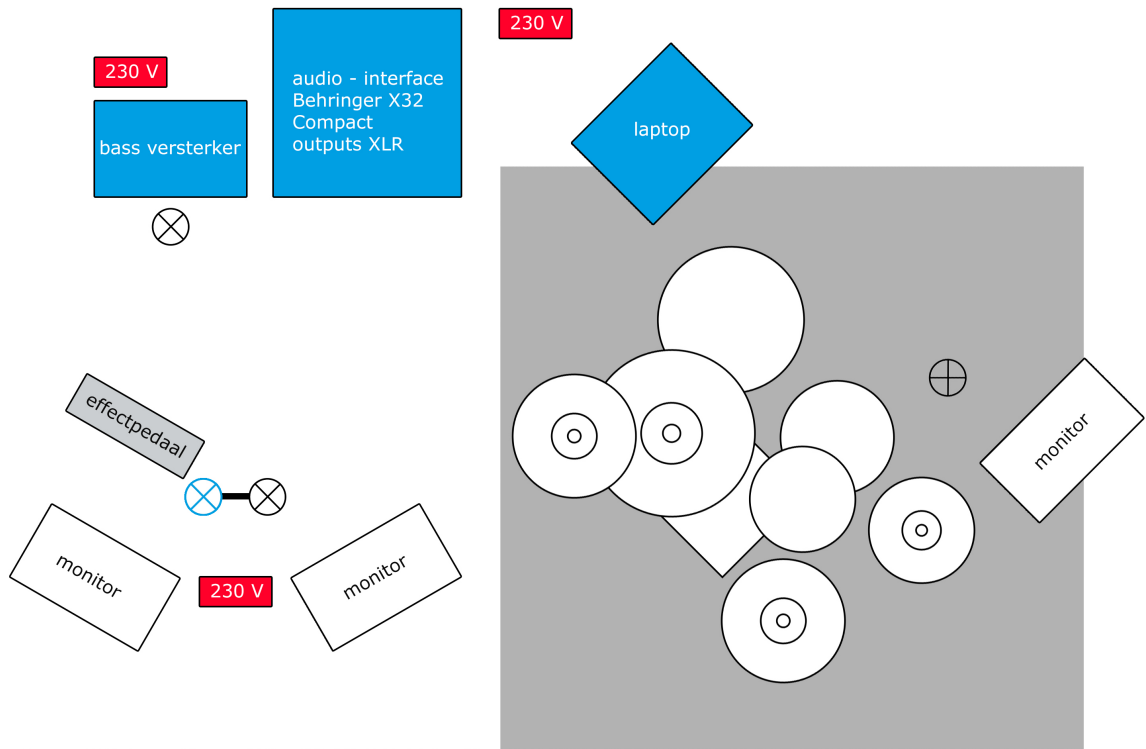 230 V
230 V
audio - interface
Behringer X32
Compact
outputs XLR
laptop
bass versterker
effectpedaal
monitor
monitor
monitor
230 V